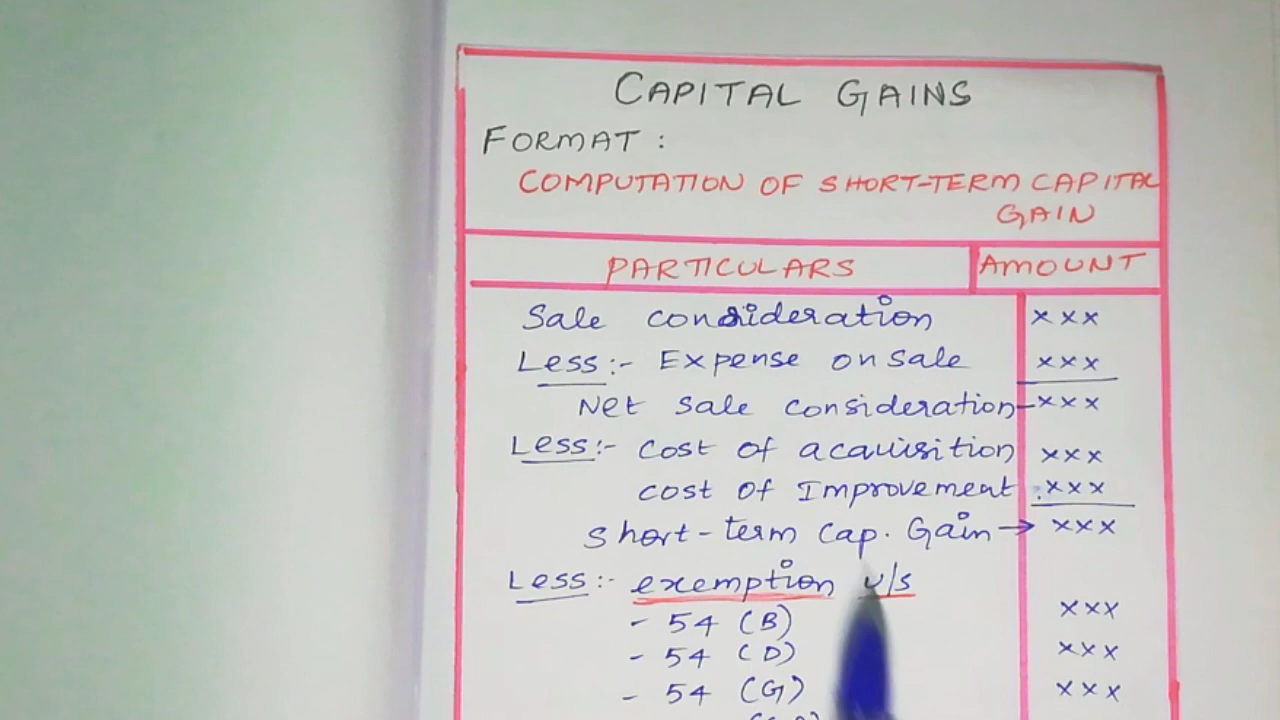 CAPITAL GAINS
FORMAT :
COMPUTATION OF SHORT-TERM CAPITAL
GAIN
PARTICULARS AMOUNT
Sale consideration xxx
Less:- Expense on sale xxx
Net sale consideration xxx
Less:- cost of acauisition xxx
cost of Improvement xxx
short-term cap. Gain → xxx
Less:- exemption u/s
- 54 (B) xxx
- 54 (D) xxx
- 54 (G) xxx